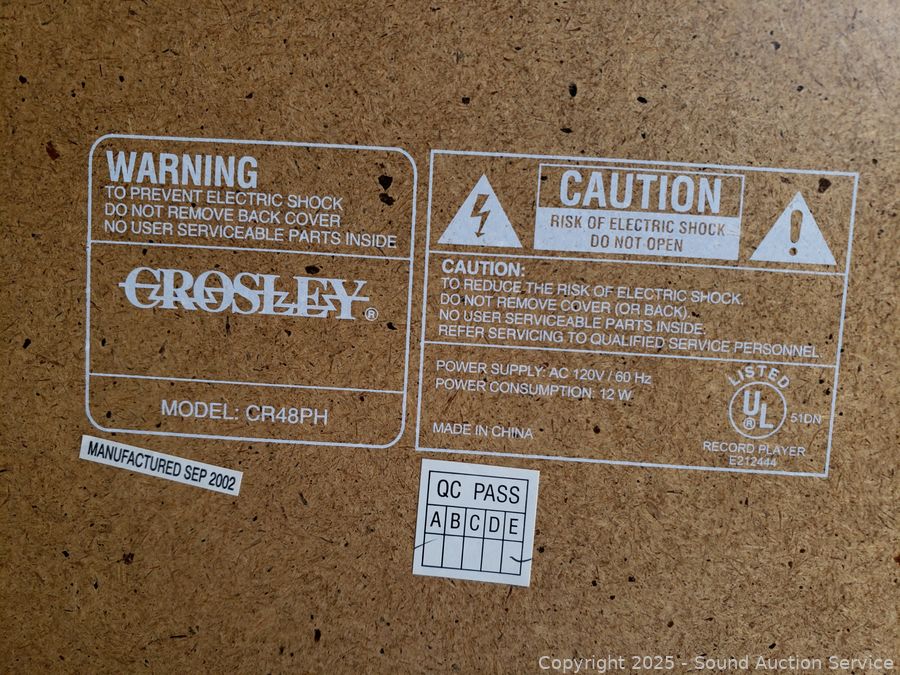 WARNING
TO PREVENT ELECTRIC SHOCK
DO NOT REMOVE BACK COVER
NO USER SERVICEABLE PARTS INSIDE
CROSLEY®
MODEL: CR48PH
CAUTION
RISK OF ELECTRIC SHOCK
DO NOT OPEN
CAUTION:
TO REDUCE THE RISK OF ELECTRIC SHOCK.
DO NOT REMOVE COVER (OR BACK).
NO USER SERVICEABLE PARTS INSIDE.
REFER SERVICING TO QUALIFIED SERVICE PERSONNEL.
POWER SUPPLY: AC 120V / 60 Hz
POWER CONSUMPTION: 12 W
MADE IN CHINA
LISTED
UL®
51DN
RECORD PLAYER
E212444
MANUFACTURED SEP 2002
QC PASS
A B C D E
Copyright © 2025 - Sound Auction Service